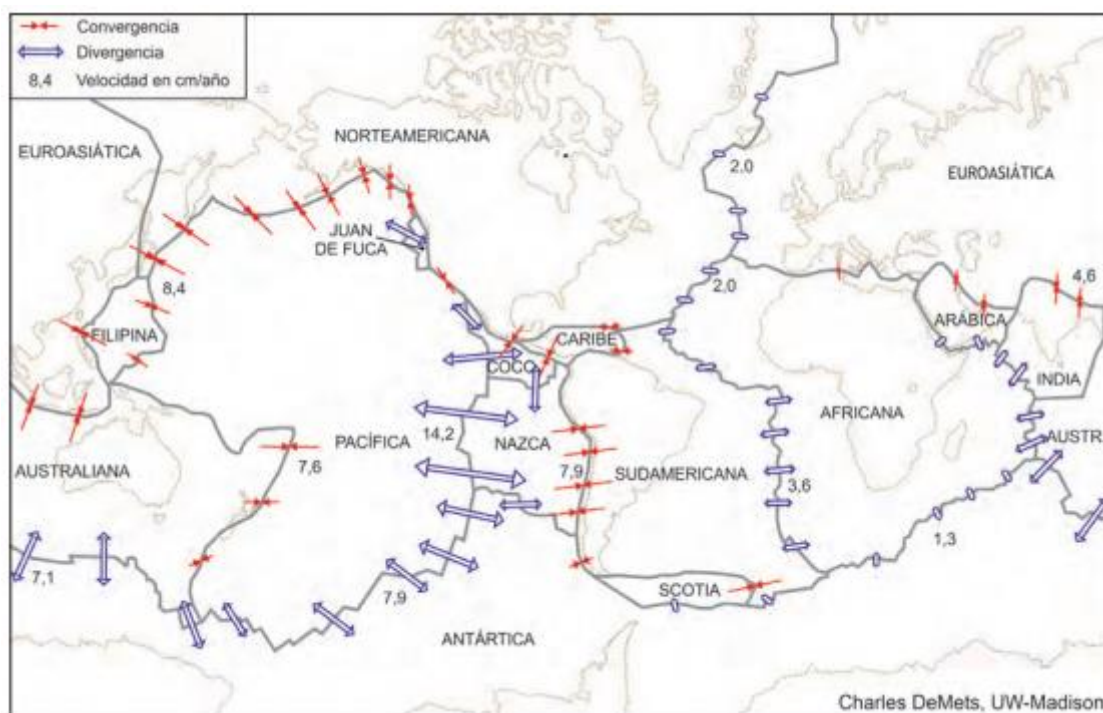 Convergencia
Divergencia
8,4 Velocidad en cm/año
NORTEAMERICANA
EUROASIÁTICA
2,0
EUROASIÁTICA
JUAN
DE FUCA
8,4
2,0
4,6
FILIPINA
ARÁBICA
CARIBE
COCO
INDIA
PACÍFICA
14,2
NAZCA
AFRICANA
AUSTR
AUSTRALIANA
7,6
7,9
SUDAMERICANA
3,6
1,3
7,1
7,9
SCOTIA
ANTÁRTICA
Charles DeMets, UW-Madison